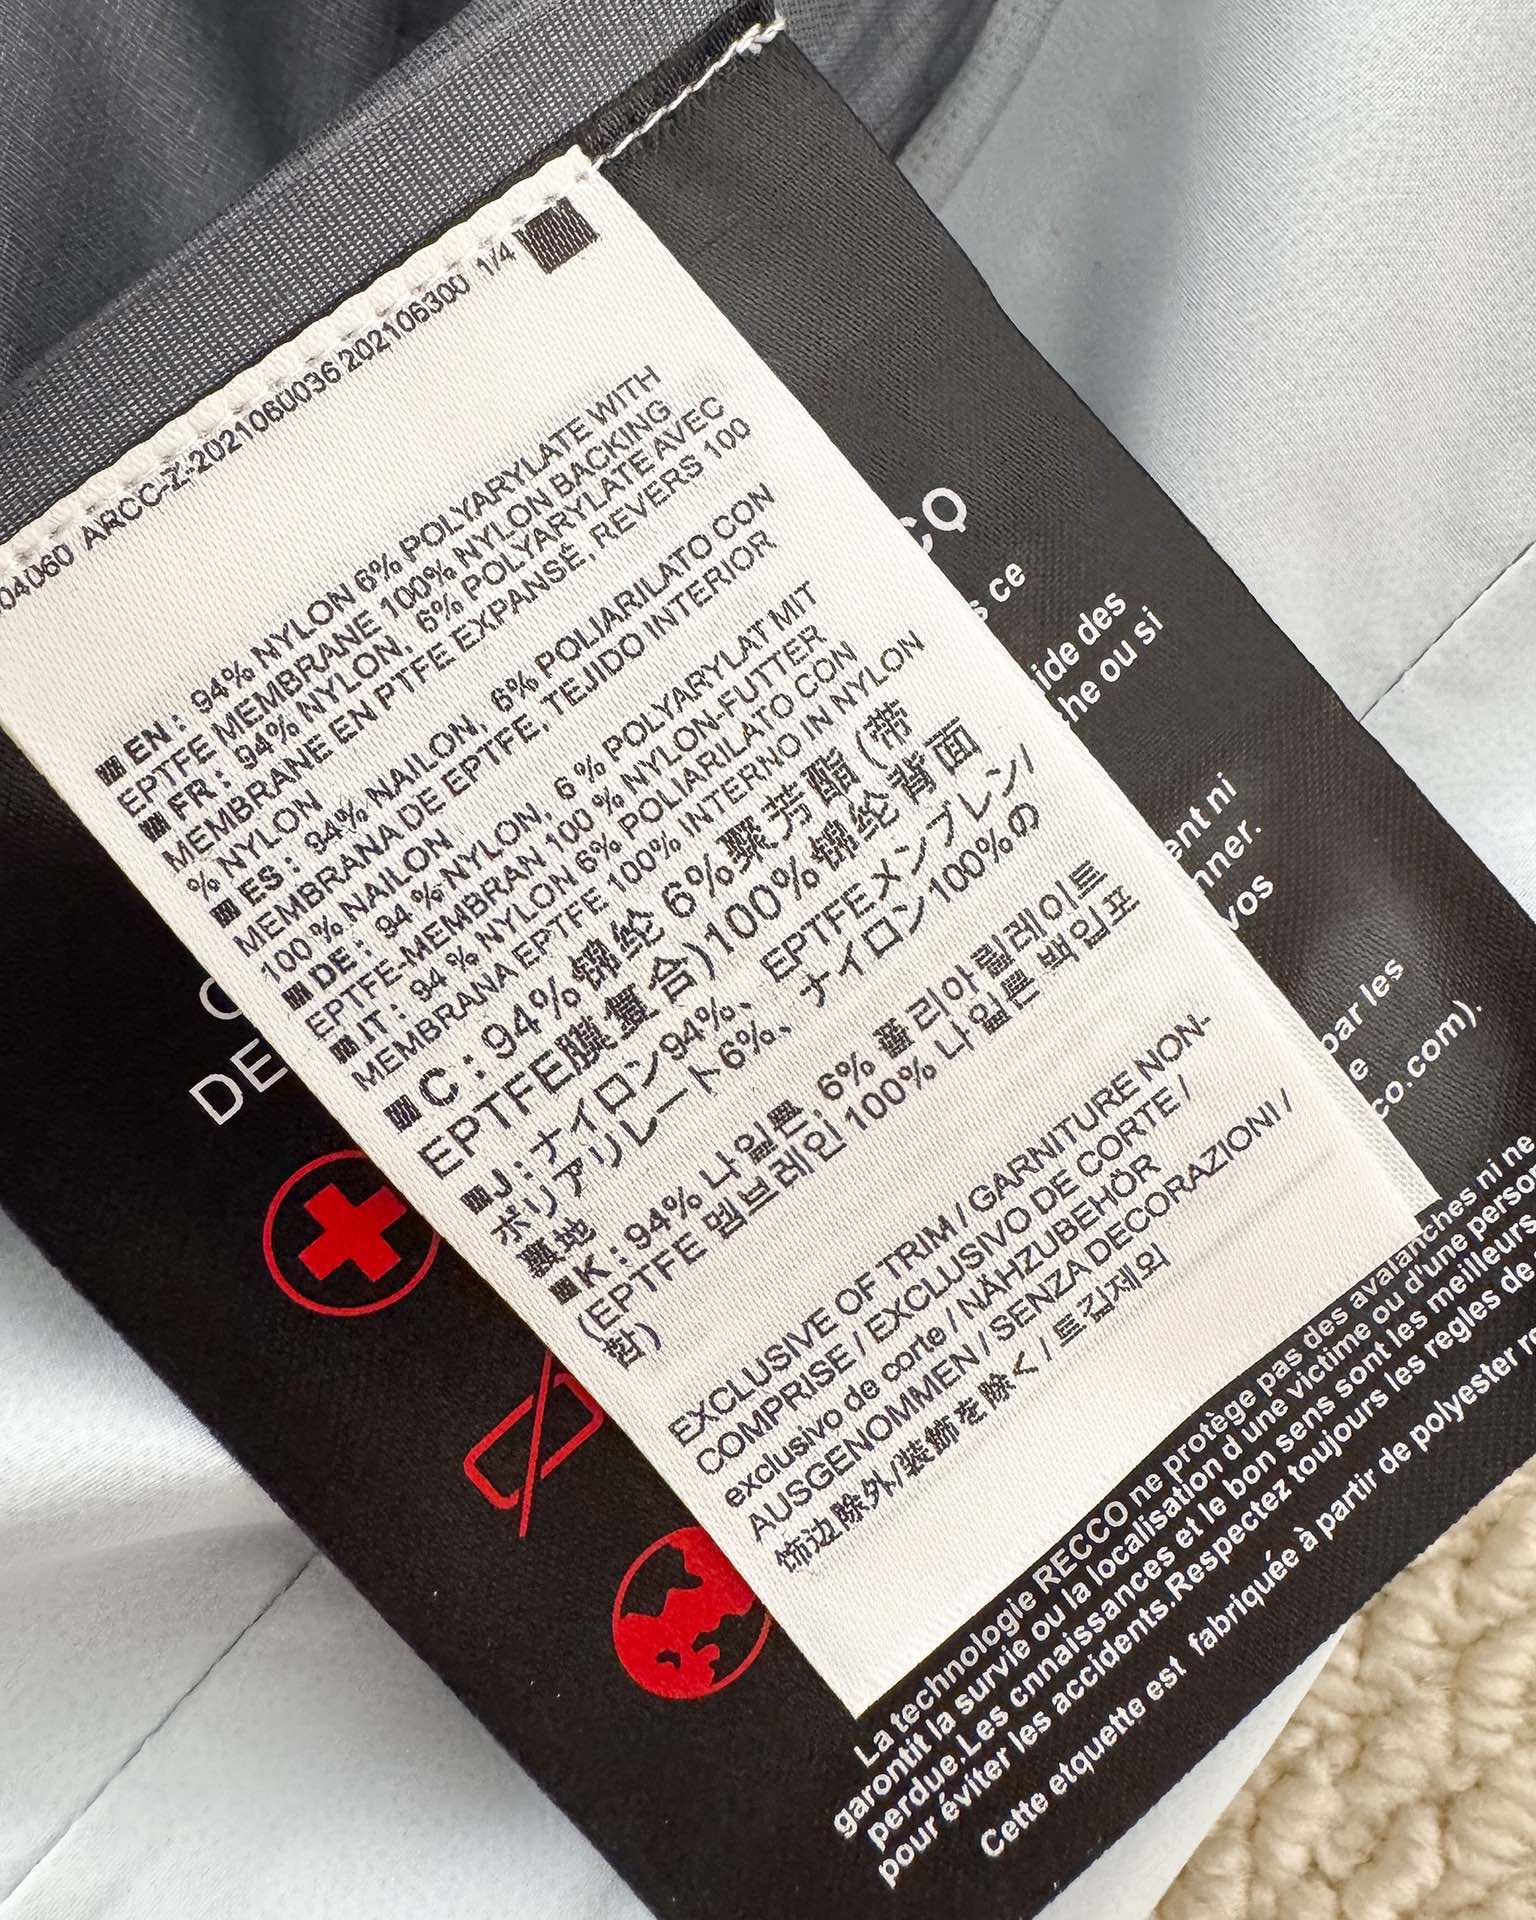 04060 ARCC-Z-2021060036 202106300 1/4
EN : 94% NYLON 6% POLYARYLATE WITH
EPTFE MEMBRANE 100% NYLON BACKING
FR : 94% NYLON, 6% POLYARYLATE AVEC
MEMBRANE EN PTFE EXPANSÉ, REVERS 100
% NYLON
ES : 94% NAILON, 6% POLIARILATO CON
MEMBRANA DE EPTFE, TEJIDO INTERIOR
100 % NAILON
DE : 94 % NYLON, 6 % POLYARYLAT MIT
EPTFE-MEMBRAN 100 % NYLON-FUTTER
IT : 94 % NYLON 6% POLIARILATO CON
MEMBRANA EPTFE 100% INTERNO IN NYLON
C : 94%锦纶 6%聚芳酯 (带
EPTFE膜复合)100%锦纶背面
J : ナイロン94%、 EPTFEメンブレン/
ポリアリレート6%、ナイロン100%の
裏地
K : 94% 나일론, 6% 폴리아릴레이트
(EPTFE 멤브레인 100% 나일론 백입표
함)
EXCLUSIVE OF TRIM / GARNITURE NON-
COMPRISE / EXCLUSIVO DE CORTE /
exclusivo de corte / NÄHZUBEHÖR
AUSGENOMMEN / SENZA DECORAZIONI /
饰边除外/装飾を除く / 트김제외
CQ
ce
ide des
he ou si
ent ni
nner.
vos
par les
e
co.com).
DE
La technologie RECCO ne protège pas des avalanches ni ne
garontit la survie ou la localisation d'une victime ou d'une person
perdue.Les cnnaissances et le bon sens sont les meilleurs
pour éviter les accidents.Respectez toujours les regles de
Cette etquette est fabriquée à partir de polyester re